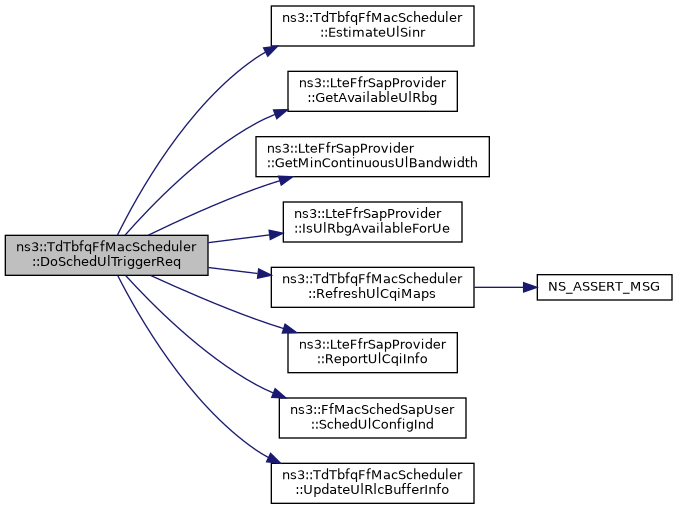 ns3::TdTbfqFfMacScheduler
::EstimateUlSinr
ns3::LteFfrSapProvider
::GetAvailableUlRbg
ns3::LteFfrSapProvider
::GetMinContinuousUlBandwidth
ns3::LteFfrSapProvider
::IsUlRbgAvailableForUe
ns3::TdTbfqFfMacScheduler
::DoSchedUlTriggerReq
ns3::TdTbfqFfMacScheduler
::RefreshUlCqiMaps
NS_ASSERT_MSG
ns3::LteFfrSapProvider
::ReportUlCqiInfo
ns3::FfMacSchedSapUser
::SchedUlConfigInd
ns3::TdTbfqFfMacScheduler
::UpdateUlRlcBufferInfo